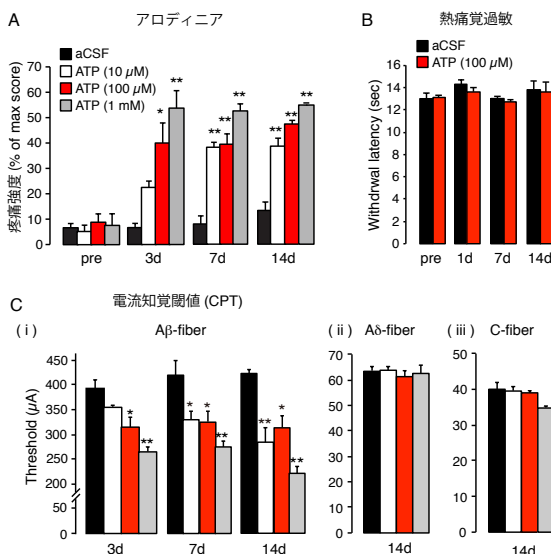 A
アロディニア
aCSF
ATP (10 µM)
ATP (100 µM)
ATP (1 mM)
疼痛強度 (% of max score)
70
60
50
40
30
20
10
0
*
**
**
**
**
**
**
**
pre
3d
7d
14d
B
熱痛覚過敏
aCSF
ATP (100 µM)
Withdrwal latency (sec)
16
14
12
10
8
6
4
2
0
pre
1d
7d
14d
C
電流知覚閾値 (CPT)
( i )
Aβ-fiber
Threshold (µA)
450
400
350
300
250
200
50
0
*
**
*
*
**
**
*
**
3d
7d
14d
( ii )
Aδ-fiber
70
60
50
40
30
20
10
0
14d
( iii )
C-fiber
50
40
30
20
10
0
14d